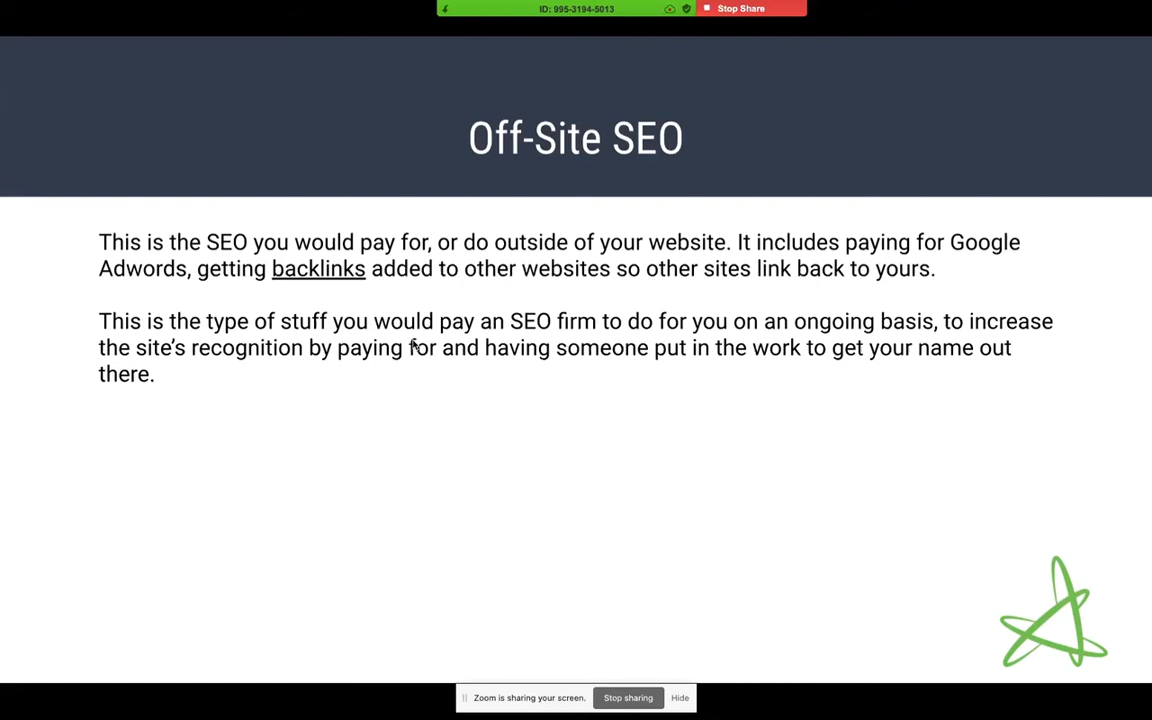 ID: 995-3194-5013
Stop Share
Off-Site SEO
This is the SEO you would pay for, or do outside of your website. It includes paying for Google
Adwords, getting backlinks added to other websites so other sites link back to yours.
This is the type of stuff you would pay an SEO firm to do for you on an ongoing basis, to increase
the site’s recognition by paying for and having someone put in the work to get your name out
there.
Zoom is sharing your screen.
Stop sharing
Hide